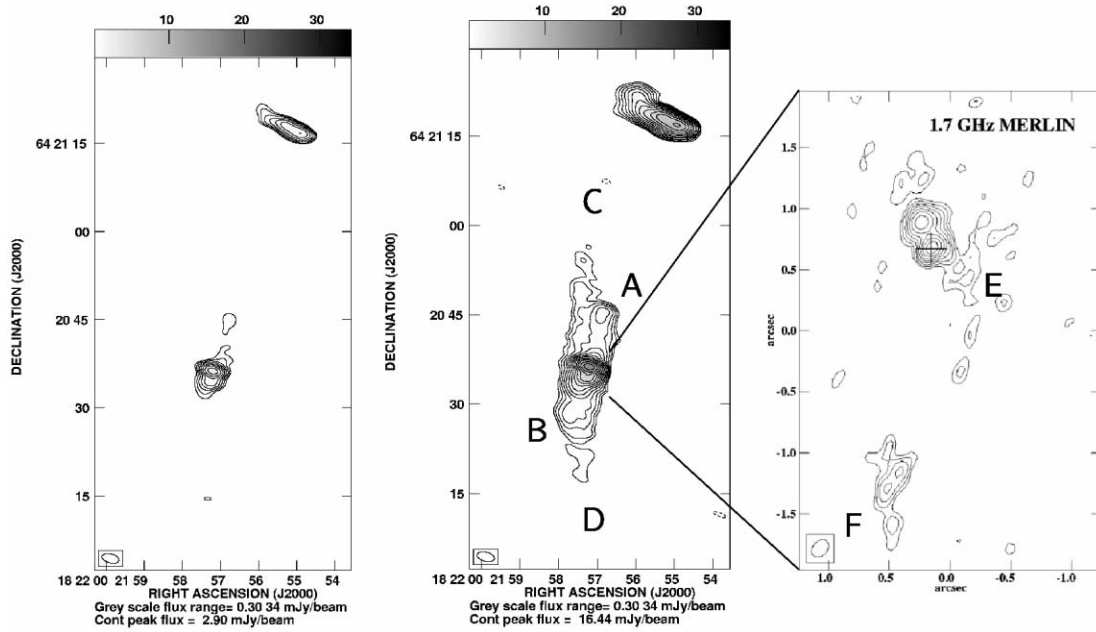 10 20 30
64 21 15
00
20 45
30
15
DECLINATION (J2000)
18 22 00 21 59 58 57 56 55 54
RIGHT ASCENSION (J2000)
Grey scale flux range= 0.30 34 mJy/beam
Cont peak flux = 2.90 mJy/beam
10 20 30
64 21 15
00
20 45
30
15
DECLINATION (J2000)
C
A
B
D
18 22 00 21 59 58 57 56 55 54
RIGHT ASCENSION (J2000)
Grey scale flux range= 0.30 34 mJy/beam
Cont peak flux = 16.44 mJy/beam
1.7 GHz MERLIN
1.5
1.0
0.5
0.0
-0.5
-1.0
-1.5
arcsec
E
F
1.0 0.5 0.0 -0.5 -1.0
arcsec